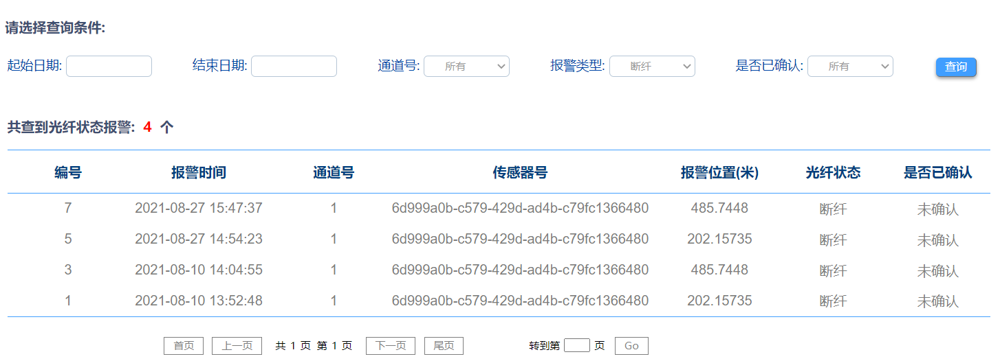 请选择查询条件:
起始日期: 结束日期: 通道号: 所有 报警类型: 断纤 是否已确认: 所有 查询
共查到光纤状态报警: 4 个
编号 报警时间 通道号 传感器号 报警位置(米) 光纤状态 是否已确认
7 2021-08-27 15:47:37 1 6d999a0b-c579-429d-ad4b-c79fc1366480 485.7448 断纤 未确认
5 2021-08-27 14:54:23 1 6d999a0b-c579-429d-ad4b-c79fc1366480 202.15735 断纤 未确认
3 2021-08-10 14:04:55 1 6d999a0b-c579-429d-ad4b-c79fc1366480 485.7448 断纤 未确认
1 2021-08-10 13:52:48 1 6d999a0b-c579-429d-ad4b-c79fc1366480 202.15735 断纤 未确认
首页 上一页 共 1 页 第 1 页 下一页 尾页 转到第 页 Go